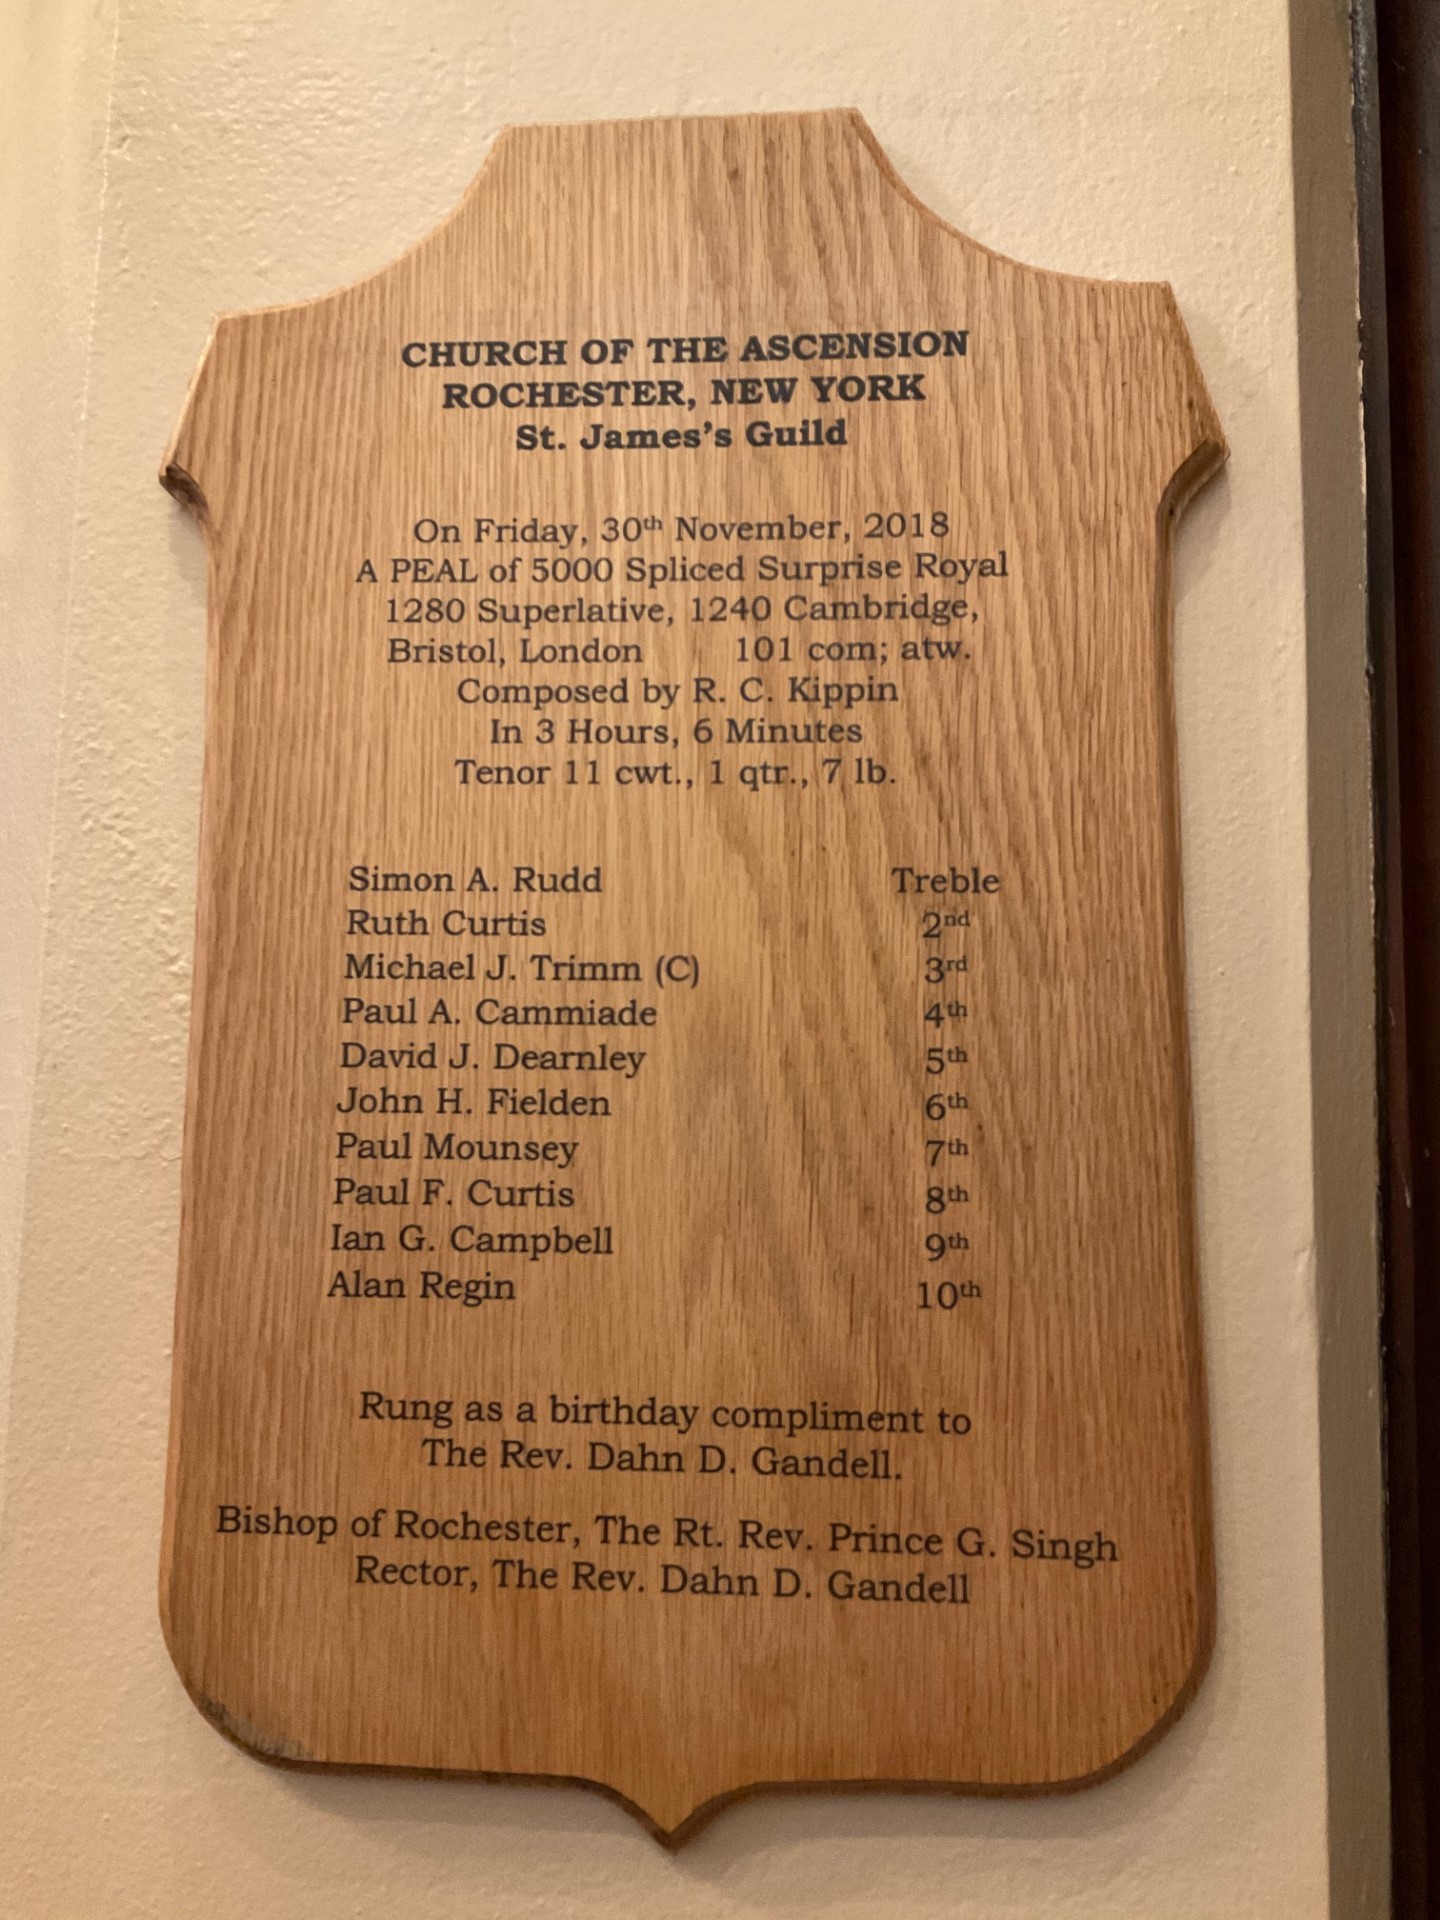 CHURCH OF THE ASCENSION
ROCHESTER, NEW YORK
St. James's Guild
On Friday, 30th November, 2018
A PEAL of 5000 Spliced Surprise Royal
1280 Superlative, 1240 Cambridge,
Bristol, London 101 com; atw.
Composed by R. C. Kippin
In 3 Hours, 6 Minutes
Tenor 11 cwt., 1 qtr., 7 lb.
Simon A. Rudd Treble
Ruth Curtis 2nd
Michael J. Trimm (C) 3rd
Paul A. Cammiade 4th
David J. Dearnley 5th
John H. Fielden 6th
Paul Mounsey 7th
Paul F. Curtis 8th
Ian G. Campbell 9th
Alan Regin 10th
Rung as a birthday compliment to
The Rev. Dahn D. Gandell.
Bishop of Rochester, The Rt. Rev. Prince G. Singh
Rector, The Rev. Dahn D. Gandell